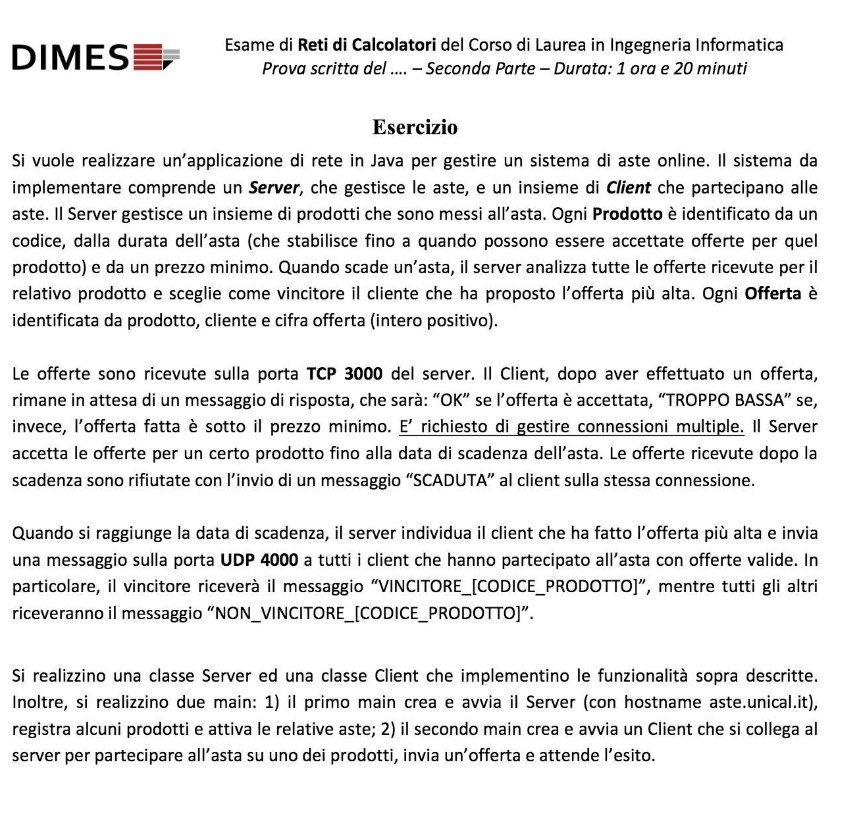 DIMES
Esame di Reti di Calcolatori del Corso di Laurea in Ingegneria Informatica
Prova scritta del .... – Seconda Parte – Durata: 1 ora e 20 minuti
Esercizio
Si vuole realizzare un’applicazione di rete in Java per gestire un sistema di aste online. Il sistema da
implementare comprende un Server, che gestisce le aste, e un insieme di Client che partecipano alle
aste. Il Server gestisce un insieme di prodotti che sono messi all’asta. Ogni Prodotto è identificato da un
codice, dalla durata dell’asta (che stabilisce fino a quando possono essere accettate offerte per quel
prodotto) e da un prezzo minimo. Quando scade un’asta, il server analizza tutte le offerte ricevute per il
relativo prodotto e sceglie come vincitore il cliente che ha proposto l’offerta più alta. Ogni Offerta è
identificata da prodotto, cliente e cifra offerta (intero positivo).
Le offerte sono ricevute sulla porta TCP 3000 del server. Il Client, dopo aver effettuato un offerta,
rimane in attesa di un messaggio di risposta, che sarà: “OK” se l’offerta è accettata, “TROPPO BASSA” se,
invece, l’offerta fatta è sotto il prezzo minimo. E’ richiesto di gestire connessioni multiple. Il Server
accetta le offerte per un certo prodotto fino alla data di scadenza dell’asta. Le offerte ricevute dopo la
scadenza sono rifiutate con l’invio di un messaggio “SCADUTA” al client sulla stessa connessione.
Quando si raggiunge la data di scadenza, il server individua il client che ha fatto l’offerta più alta e invia
una messaggio sulla porta UDP 4000 a tutti i client che hanno partecipato all’asta con offerte valide. In
particolare, il vincitore riceverà il messaggio “VINCITORE_[CODICE_PRODOTTO]”, mentre tutti gli altri
riceveranno il messaggio “NON_VINCITORE_[CODICE_PRODOTTO]”.
Si realizzino una classe Server ed una classe Client che implementino le funzionalità sopra descritte.
Inoltre, si realizzino due main: 1) il primo main crea e avvia il Server (con hostname aste.unical.it),
registra alcuni prodotti e attiva le relative aste; 2) il secondo main crea e avvia un Client che si collega al
server per partecipare all’asta su uno dei prodotti, invia un’offerta e attende l’esito.